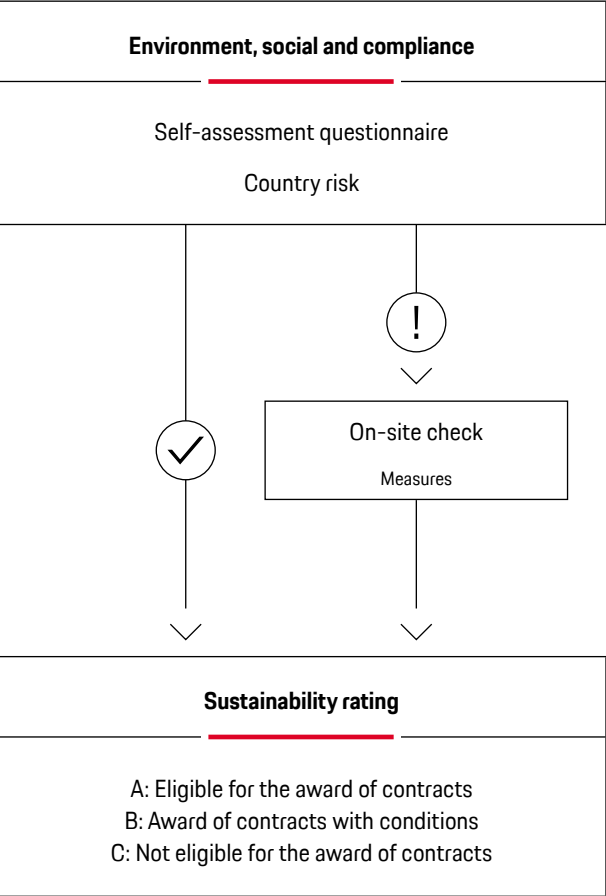 Environment, social and compliance
Self-assessment questionnaire
Country risk
!
On-site check
Measures
Sustainability rating
A: Eligible for the award of contracts
B: Award of contracts with conditions
C: Not eligible for the award of contracts